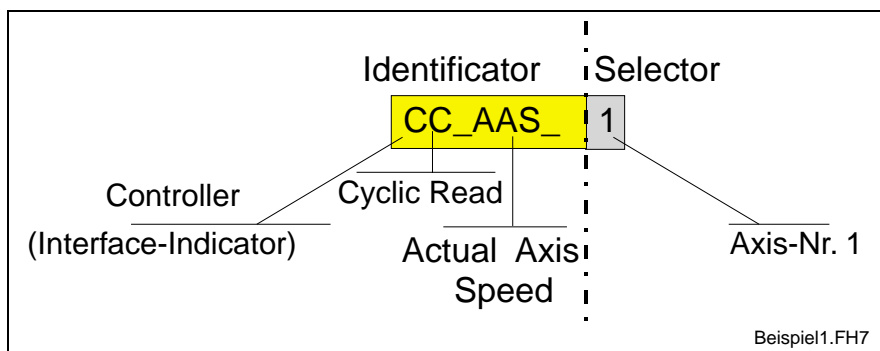 Identificator Selector
CC_AAS_ 1
Controller
(Interface-Indicator)
Cyclic Read
Actual Axis
Speed
Axis-Nr. 1
Beispiel1.FH7